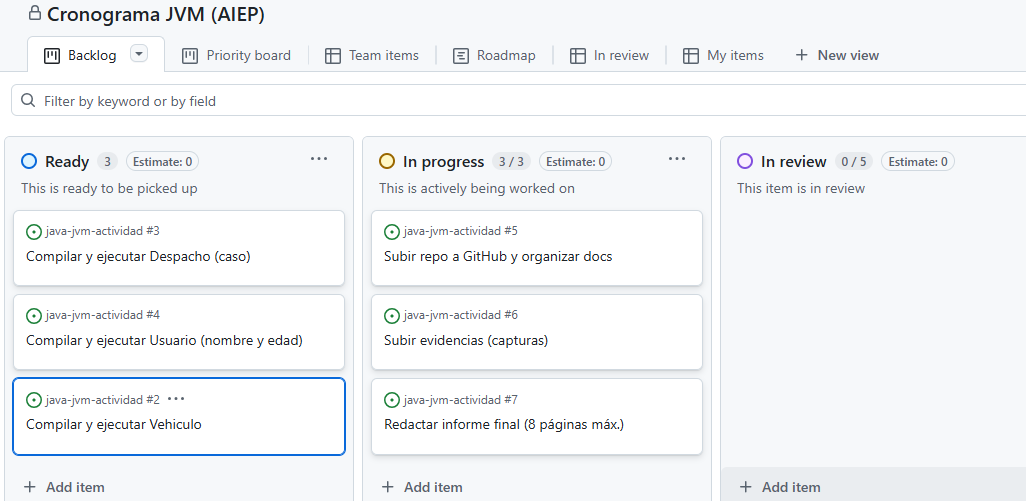 Cronograma JVM (AIEP)
Backlog
Priority board
Team items
Roadmap
In review
My items
New view
Filter by keyword or by field
Ready 3 Estimate: 0
This is ready to be picked up
java-jvm-actividad #3
Compilar y ejecutar Despacho (caso)
java-jvm-actividad #4
Compilar y ejecutar Usuario (nombre y edad)
java-jvm-actividad #2
Compilar y ejecutar Vehiculo
Add item
In progress 3 / 3 Estimate: 0
This is actively being worked on
java-jvm-actividad #5
Subir repo a GitHub y organizar docs
java-jvm-actividad #6
Subir evidencias (capturas)
java-jvm-actividad #7
Redactar informe final (8 páginas máx.)
Add item
In review 0 / 5 Estimate: 0
This item is in review
Add item